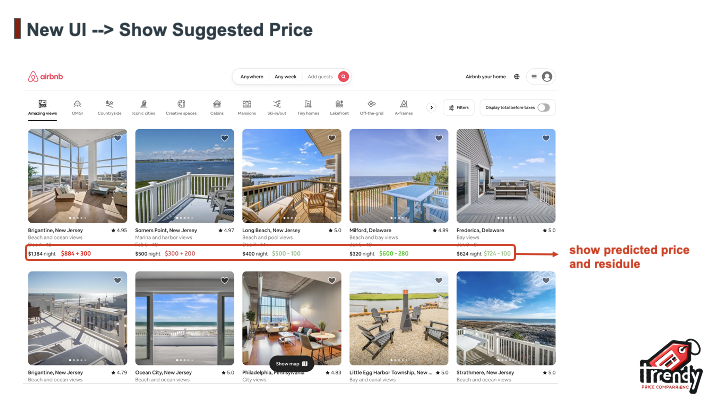 New UI --> Show Suggested Price
airbnb
Anywhere Any week Add guests
Airbnb your home
Amazing views OMG! Countryside Iconic cities Creative spaces Cabins Mansions Ski-in/out Tiny homes Lakefront Off-the-grid A-frames
Filters
Display total before taxes
Brigantine, New Jersey ★ 4.95
Beach and ocean views
$1,184 night $884 + 300
Somers Point, New Jersey ★ 4.97
Marina and harbor views
$500 night $300 + 200
Long Beach, New Jersey ★ 5.0
Beach and pool views
$400 night $500 - 100
Milford, Delaware ★ 4.89
Beach and bay views
$320 night $600 - 280
Frederica, Delaware ★ 5.0
Bay views
$624 night $724 - 100
show predicted price
and residule
Show map
Brigantine, New Jersey ★ 4.79
Beach and ocean views
Ocean City, New Jersey ★ 5.0
Beach and ocean views
Philadelphia, Pennsylvania ★ 4.83
City views
Little Egg Harbor Township, New ... ★ 5.0
Bay and canal views
Strathmere, New Jersey ★ 5.0
Beach and ocean views
iTrendy